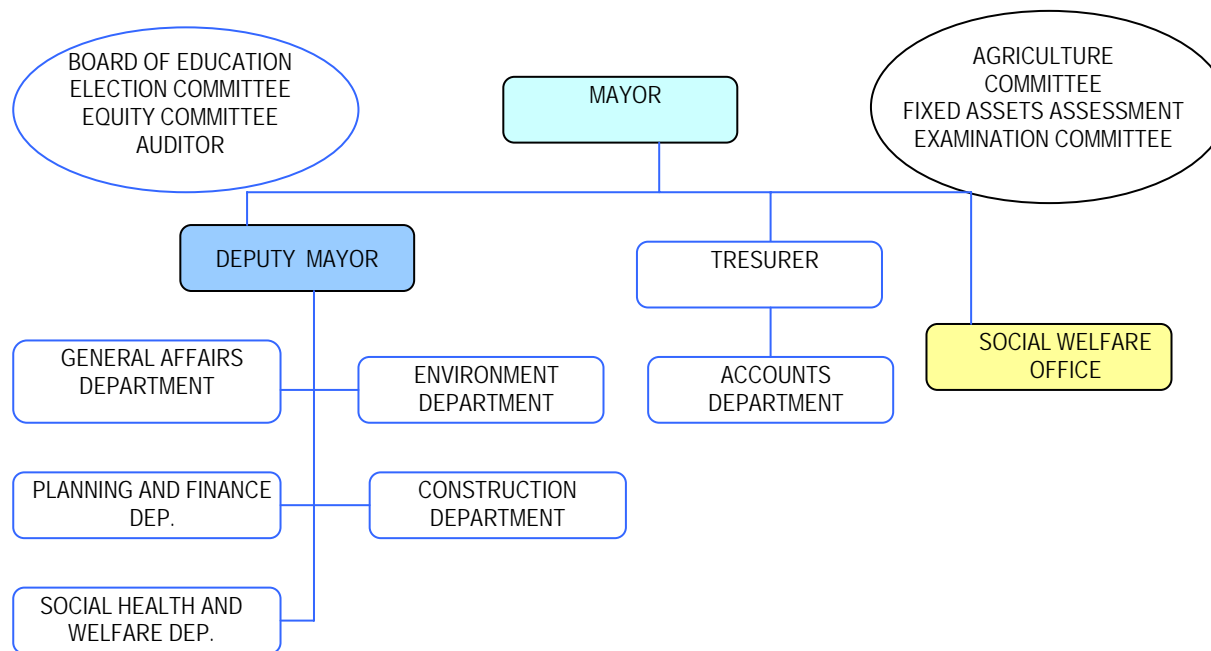 BOARD OF EDUCATION
ELECTION COMMITTEE
EQUITY COMMITTEE
AUDITOR
MAYOR
AGRICULTURE
COMMITTEE
FIXED ASSETS ASSESSMENT
EXAMINATION COMMITTEE
DEPUTY MAYOR
TRESURER
SOCIAL WELFARE
OFFICE
GENERAL AFFAIRS
DEPARTMENT
ENVIRONMENT
DEPARTMENT
ACCOUNTS
DEPARTMENT
PLANNING AND FINANCE
DEP.
CONSTRUCTION
DEPARTMENT
SOCIAL HEALTH AND
WELFARE DEP.